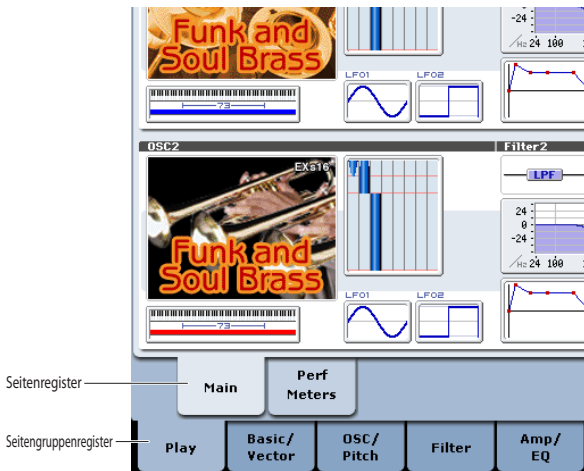 Funk and
Soul Brass
-24
Hz 24 100
73
LFO1
LFO2
OSC2
Filter2
EXs16
LPF
Funk and
Soul Brass
24
0
-24
Hz 24 100
73
LFO1
LFO2
Seitenregister
Main
Perf
Meters
Seitengruppenregister
Play
Basic/
Vector
OSC/
Pitch
Filter
Amp/
EQ